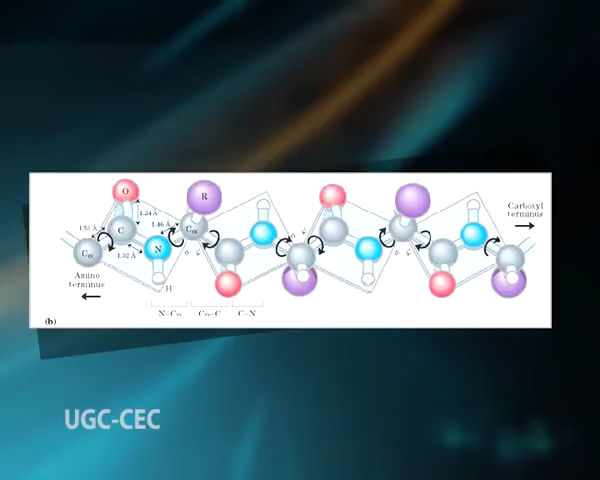 O
R
1.24 Å
C
1.46 Å
Cα
1.53 Å
Cα
N
1.32 Å
H
Amino
terminus
Carboxyl
terminus
N–Cα Cα–C C–N
(b)
UGC-CEC